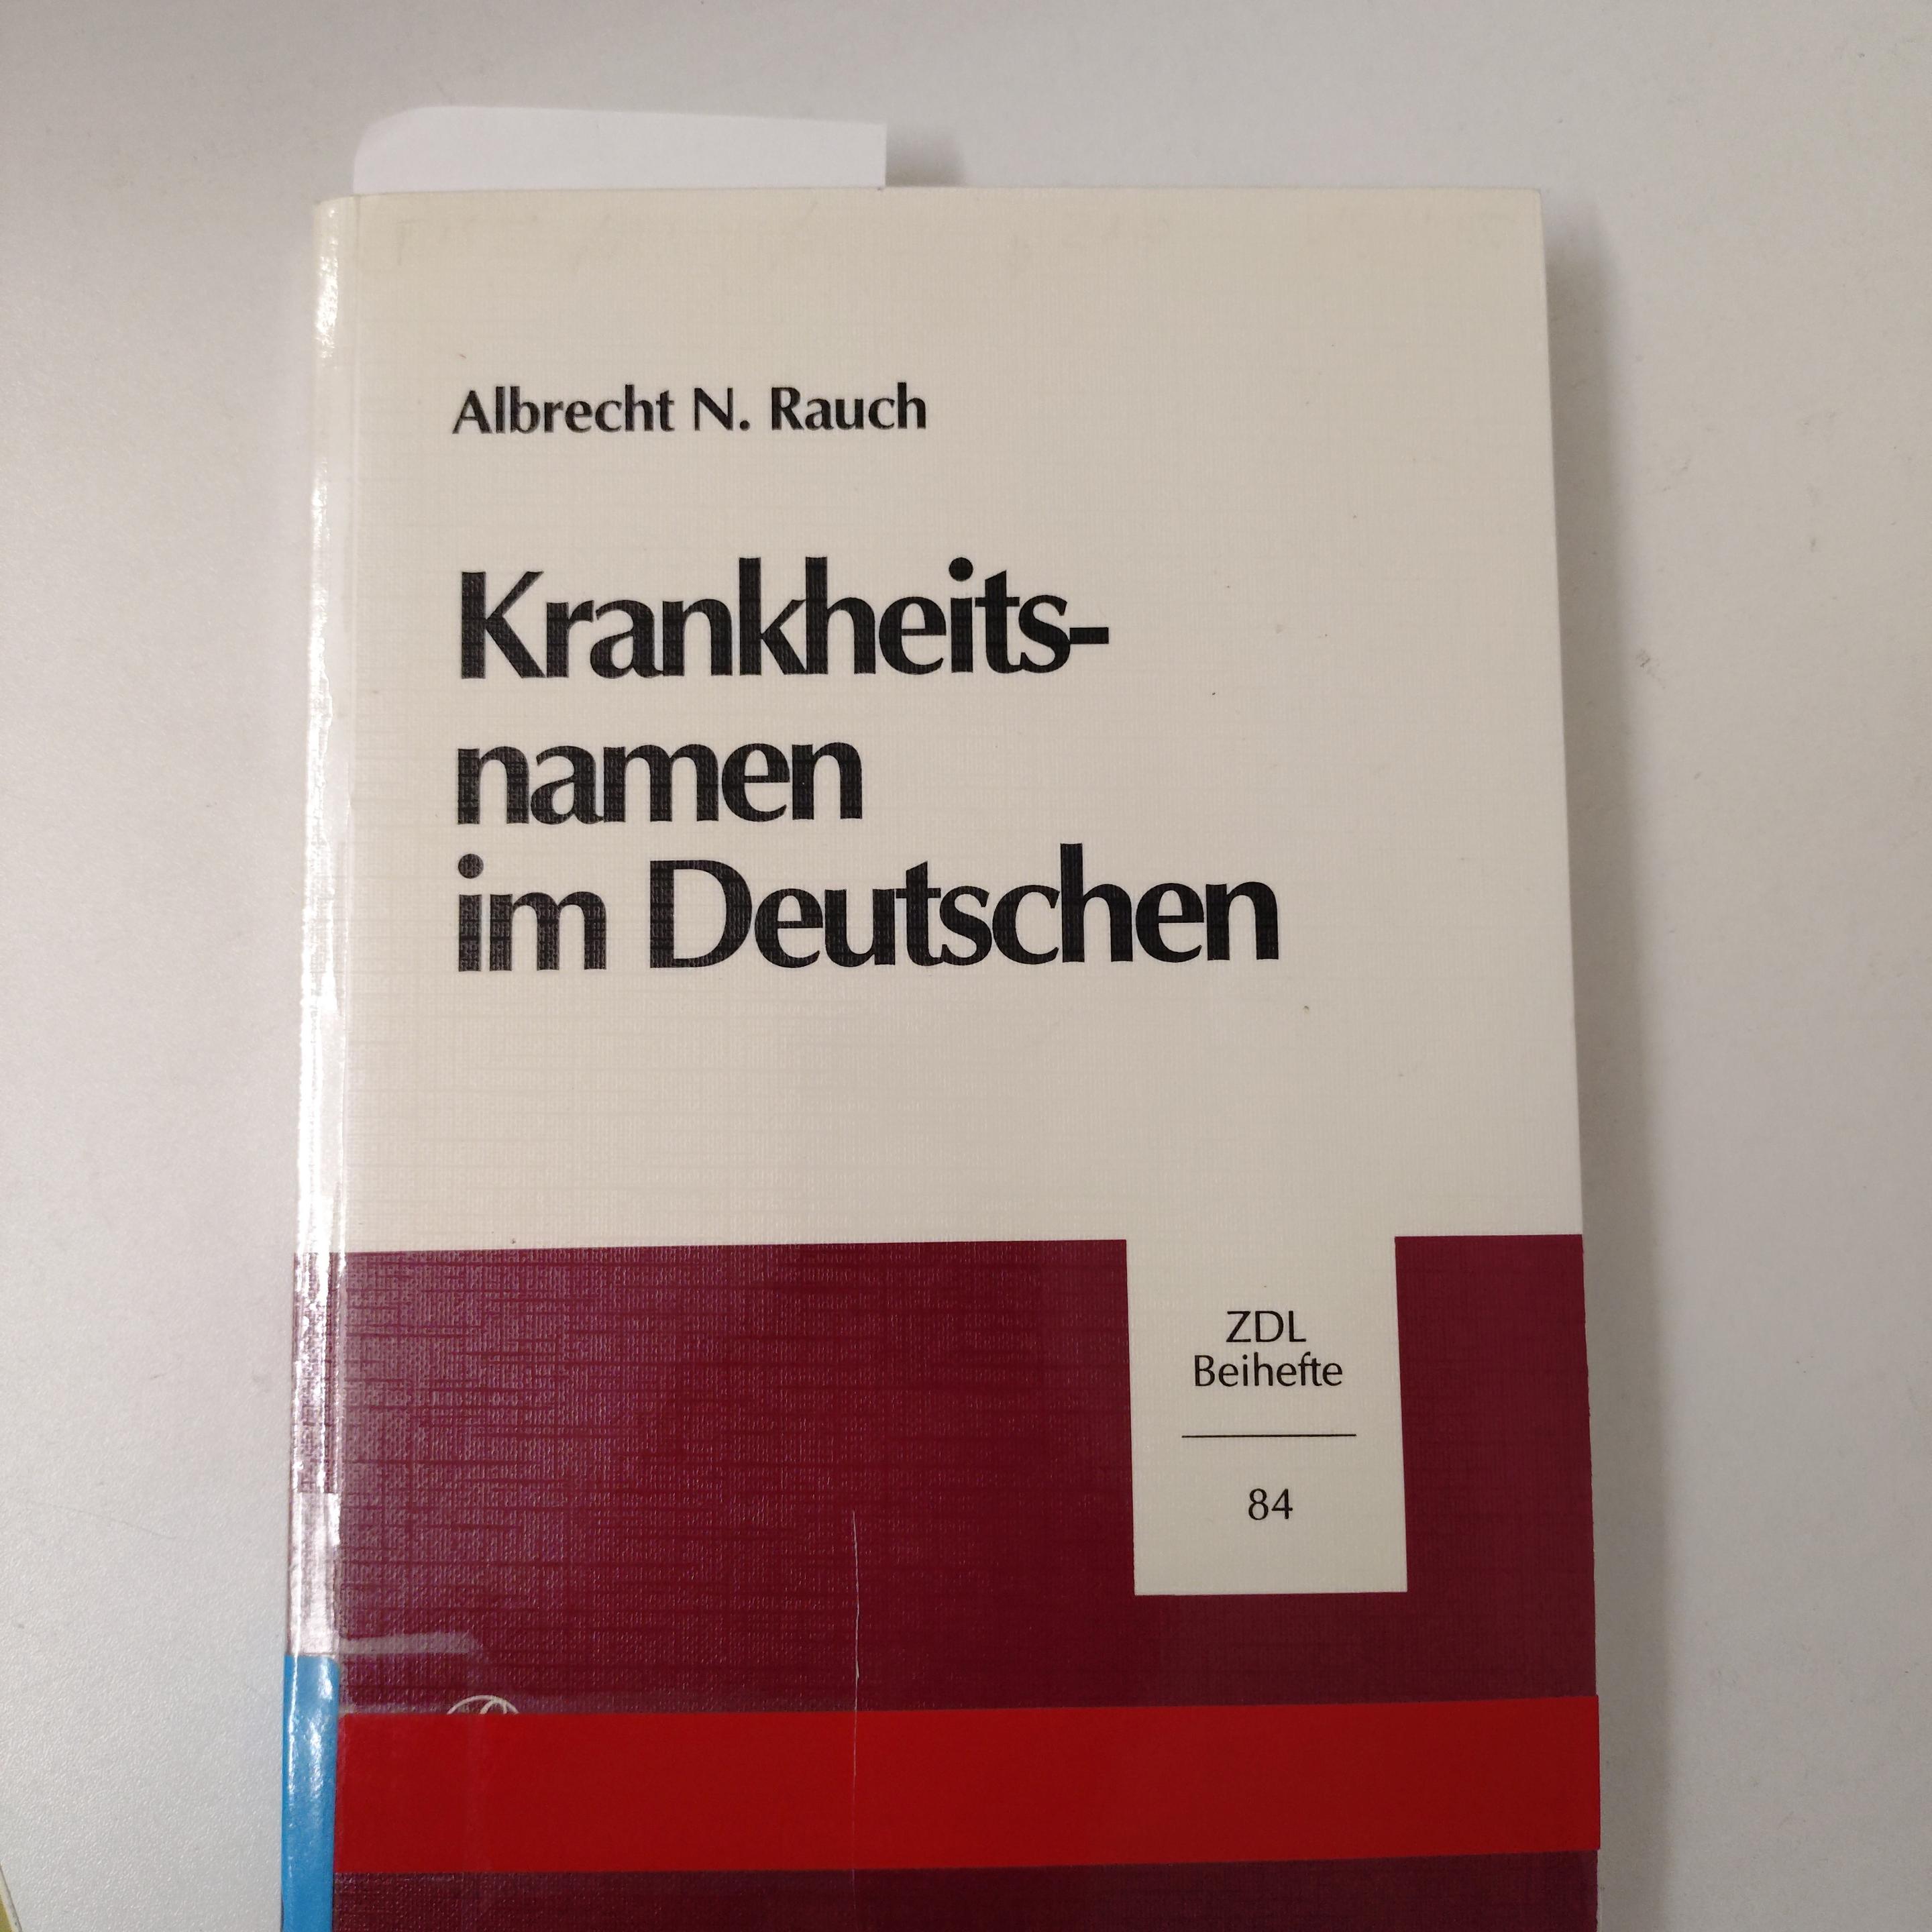 Albrecht N. Rauch
Krankheits-
namen
im Deutschen
ZDL
Beihefte
84